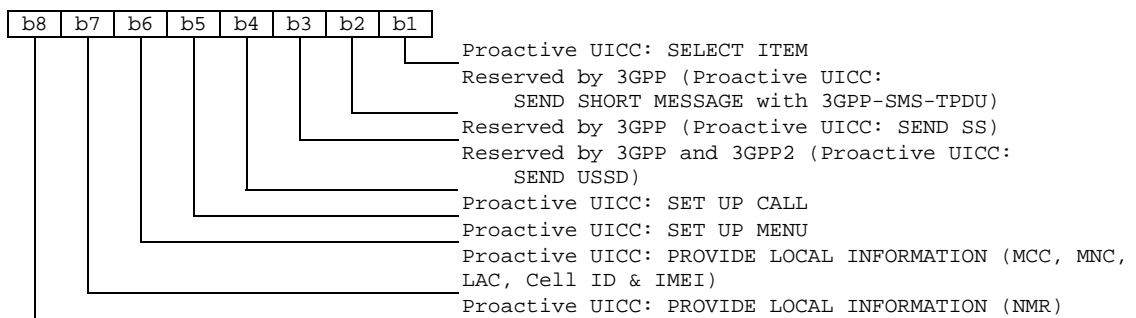 b8 b7 b6 b5 b4 b3 b2 b1
Proactive UICC: SELECT ITEM
Reserved by 3GPP (Proactive UICC:
SEND SHORT MESSAGE with 3GPP-SMS-TPDU)
Reserved by 3GPP (Proactive UICC: SEND SS)
Reserved by 3GPP and 3GPP2 (Proactive UICC:
SEND USSD)
Proactive UICC: SET UP CALL
Proactive UICC: SET UP MENU
Proactive UICC: PROVIDE LOCAL INFORMATION (MCC, MNC,
LAC, Cell ID & IMEI)
Proactive UICC: PROVIDE LOCAL INFORMATION (NMR)